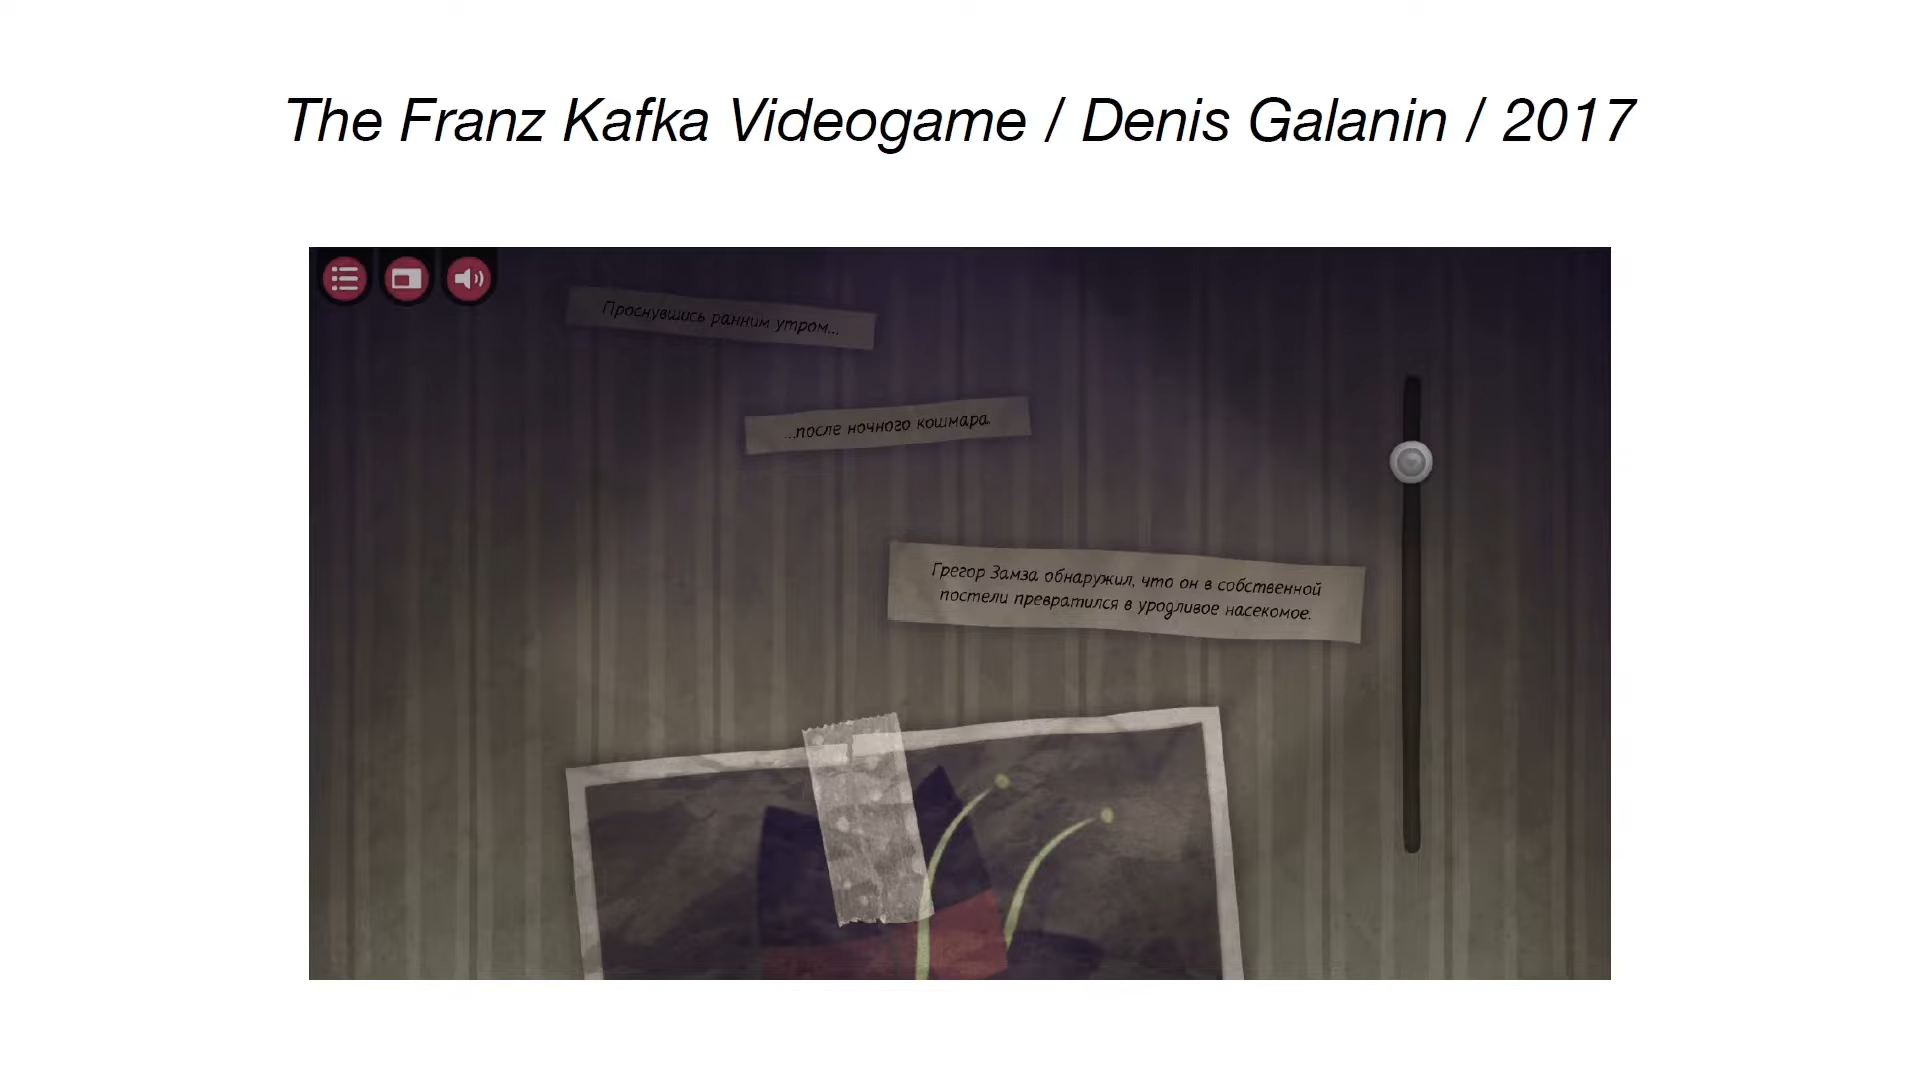 The Franz Kafka Videogame / Denis Galanin / 2017
Проснувшись ранним утром...
...после ночного кошмара
Грегор Замза обнаружил, что он в собственной
постели превратился в уродливое насекомое.